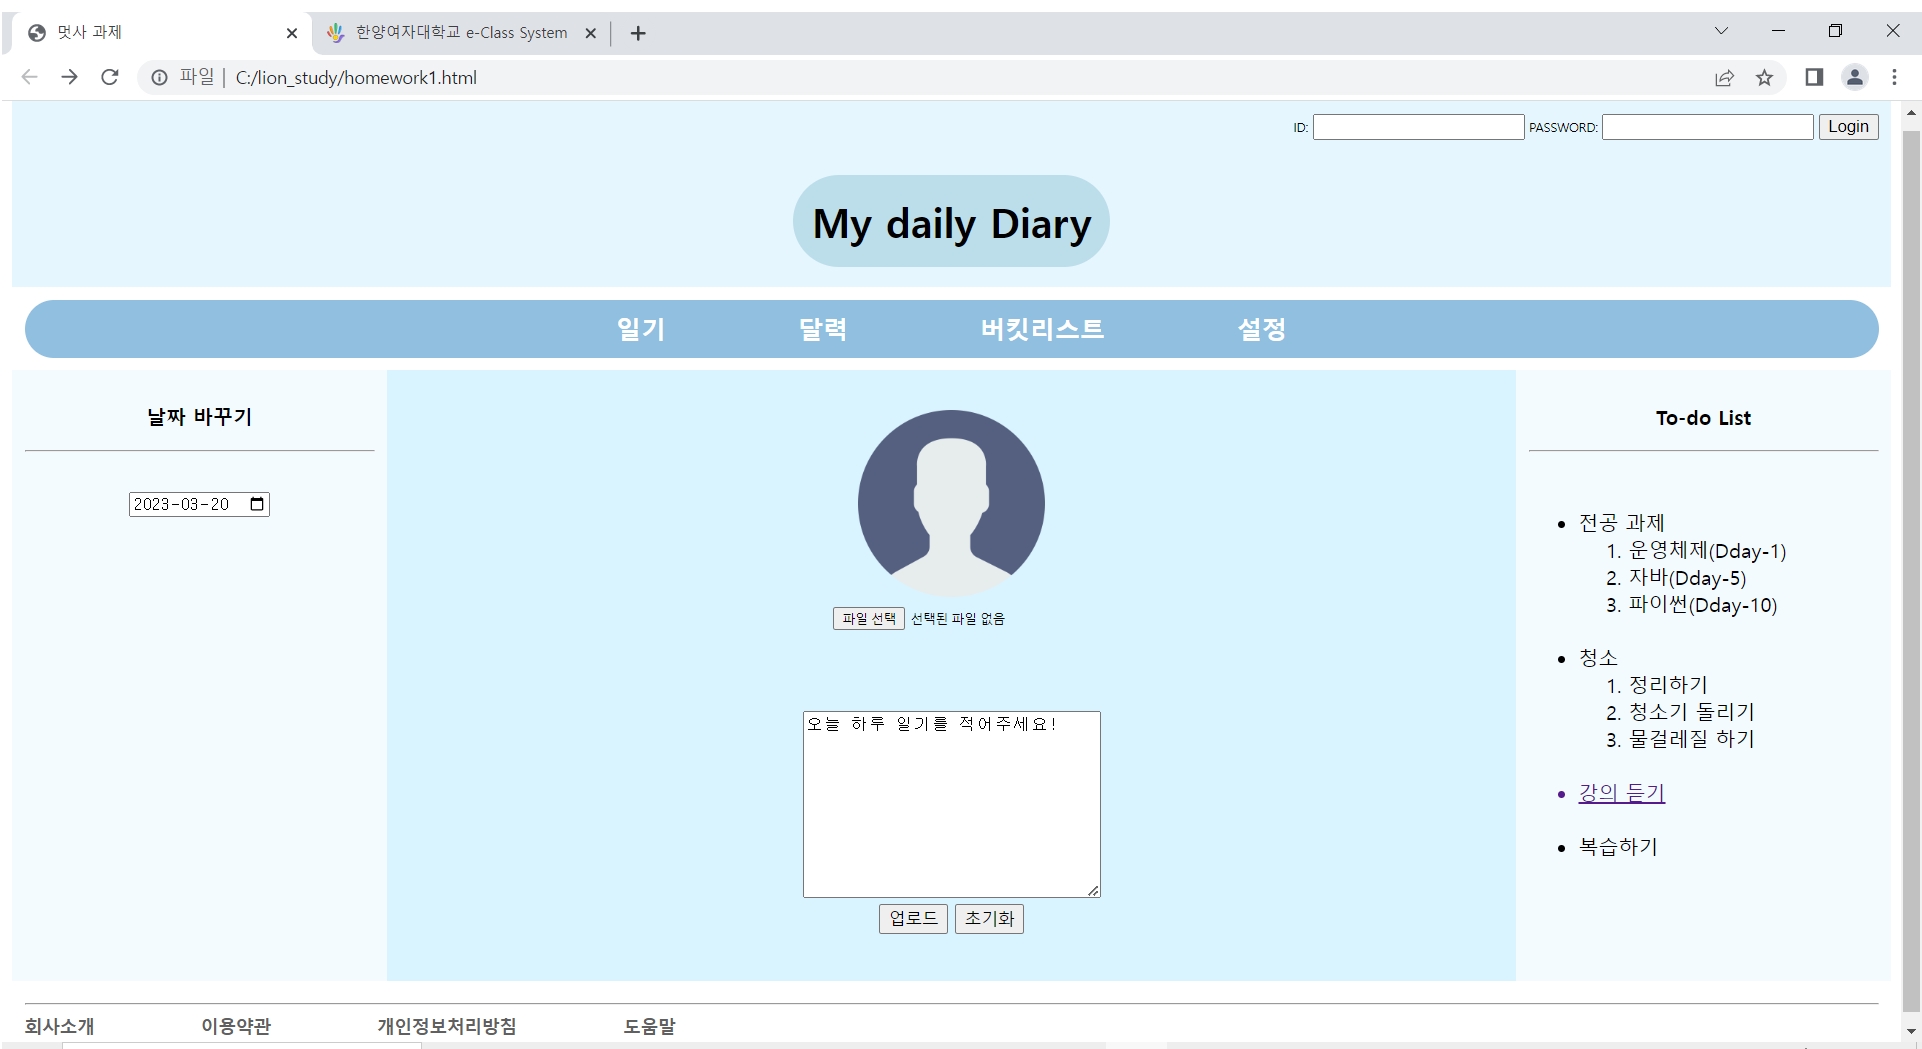 멋사 과제
한양여자대학교 e-Class System
파일 | C:/lion_study/homework1.html
ID: PASSWORD: Login
My daily Diary
일기 달력 버킷리스트 설정
날짜 바꾸기
2023-03-20
파일 선택 선택된 파일 없음
오늘 하루 일기를 적어주세요!
업로드 초기화
To-do List
• 전공 과제
1. 운영체제(Dday-1)
2. 자바(Dday-5)
3. 파이썬(Dday-10)
• 청소
1. 정리하기
2. 청소기 돌리기
3. 물걸레질 하기
• 강의 듣기
• 복습하기
회사소개 이용약관 개인정보처리방침 도움말